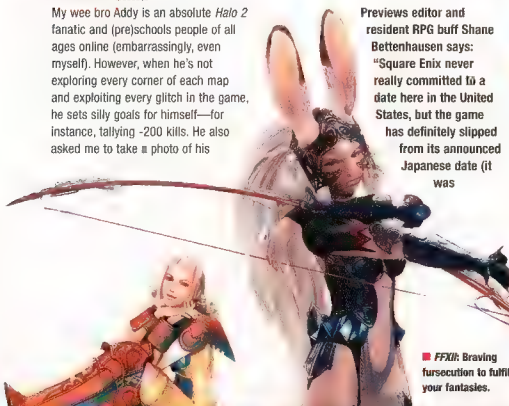 My wee bro Addy is an absolute Halo 2
fanatic and (pre)schools people of all
ages online (embarrassingly, even
myself). However, when he's not
exploring every corner of each map
and exploiting every glitch in the game,
he sets silly goals for himself—for
instance, tallying -200 kills. He also
asked me to take a photo of his
Previews editor and
resident RPG buff Shane
Bettenhausen says:
"Square Enix never
really committed to a
date here in the United
States, but the game
has definitely slipped
from its announced
Japanese date (it
was
FFXII: Braving
fursecution to fulfil
your fantasies.